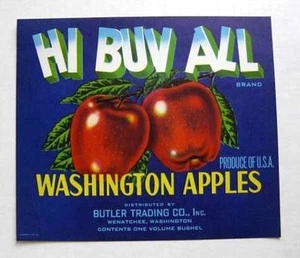 HI BUV ALL
BRAND
PRODUCE OF U.S.A.
WASHINGTON APPLES
DISTRIBUTED BY
BUTLER TRADING CO., INC.
WENATCHEE, WASHINGTON
CONTENTS ONE VOLUME BUSHEL